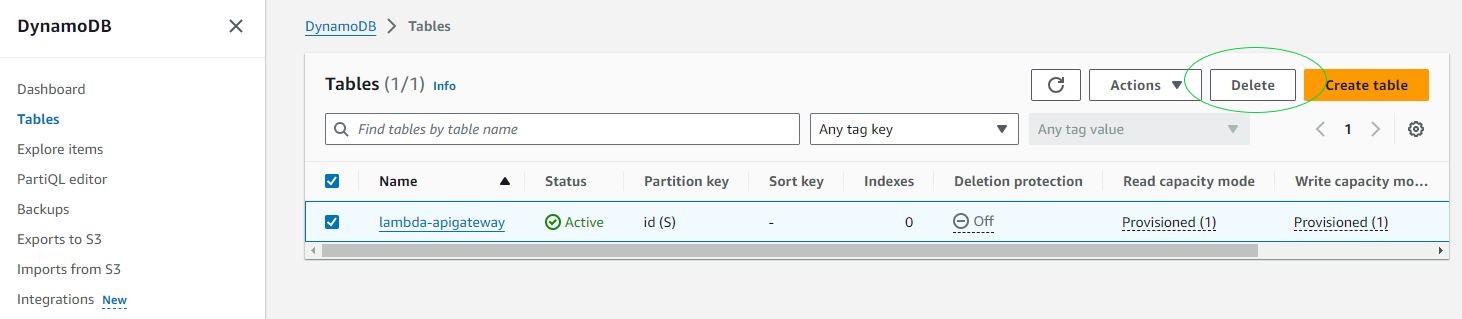 DynamoDB
Dashboard
Tables
Explore items
PartiQL editor
Backups
Exports to S3
Imports from S3
Integrations New
DynamoDB > Tables
Tables (1/1) Info
Actions Delete Create table
Find tables by table name Any tag key Any tag value 1
Name Status Partition key Sort key Indexes Deletion protection Read capacity mode Write capacity mo...
lambda-apigateway Active id (S) - 0 Off Provisioned (1) Provisioned (1)